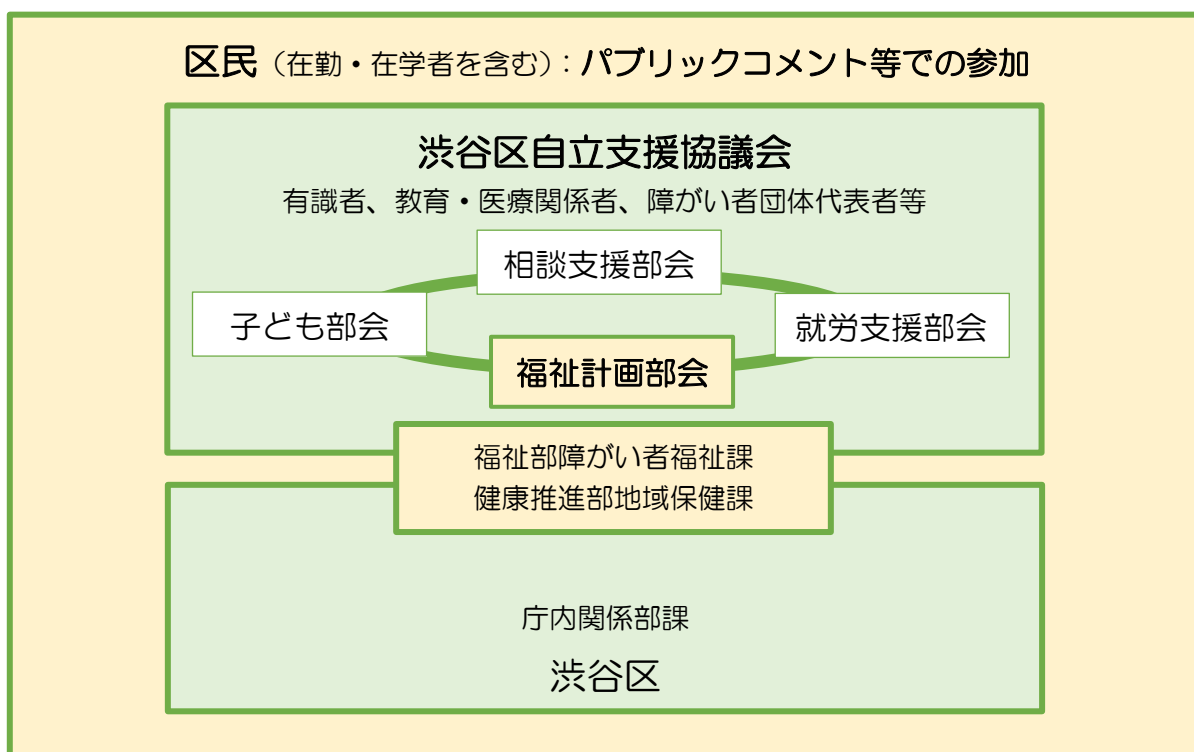 区民（在勤・在学者を含む）：パブリックコメント等での参加
渋谷区自立支援協議会
有識者、教育・医療関係者、障がい者団体代表者等
相談支援部会
子ども部会
就労支援部会
福祉計画部会
福祉部障がい者福祉課
健康推進部地域保健課
庁内関係部課
渋谷区